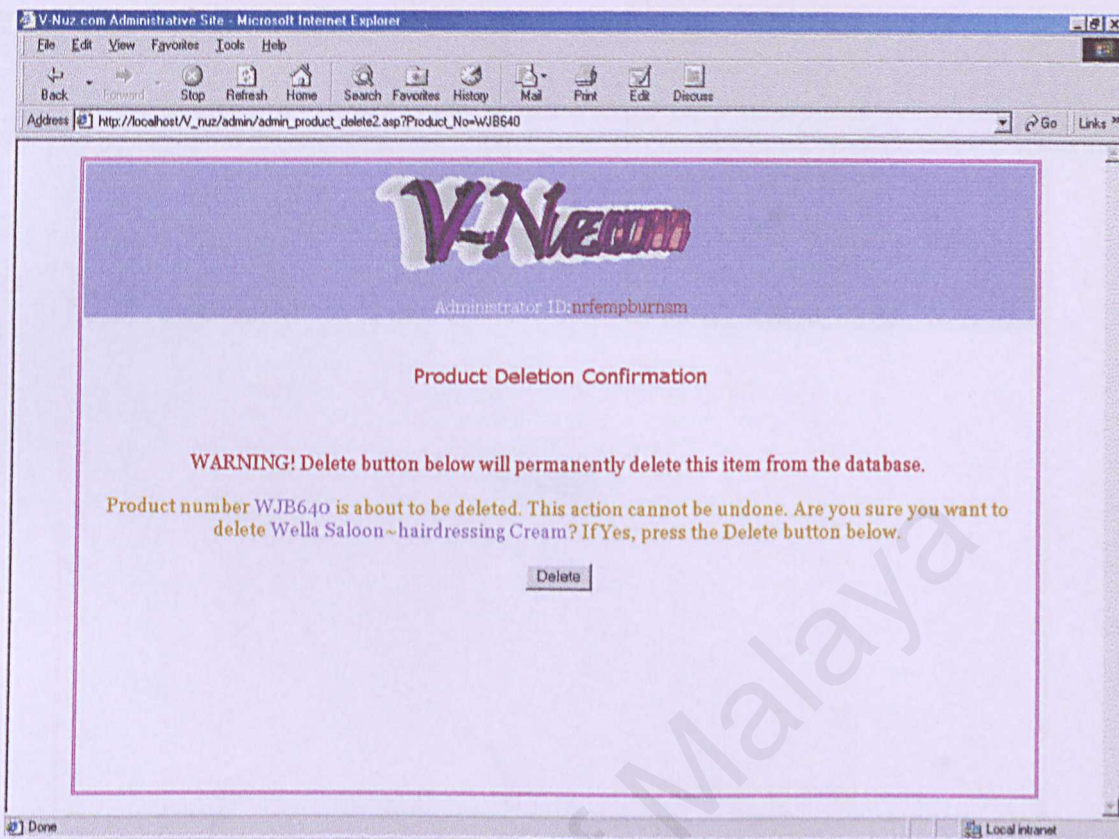 V-Nuz.com Administrative Site - Microsoft Internet Explorer
File Edit View Favorites Tools Help
Back Forward Stop Refresh Home Search Favorites History Mail Print Edit Discuss
Address http://localhost/V_nuz/admin/admin_product_delete2.asp?Product_No=WJB640 Go Links »
V-Nuz.com
Administrator ID:nrfempburnsm
Product Deletion Confirmation
WARNING! Delete button below will permanently delete this item from the database.
Product number WJB640 is about to be deleted. This action cannot be undone. Are you sure you want to
delete Wella Saloon~hairdressing Cream? If Yes, press the Delete button below.
Delete
of Malaya
Done Local intranet